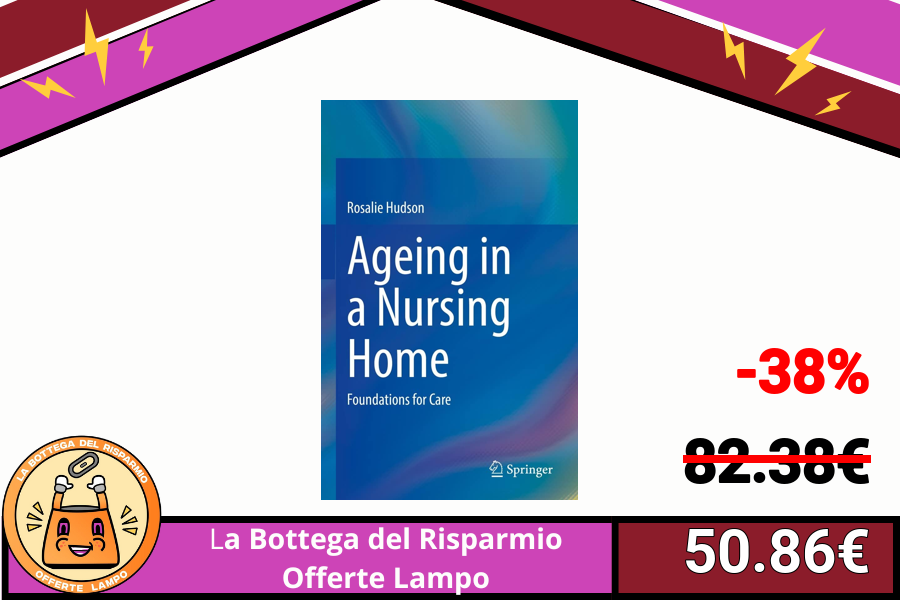 Rosalie Hudson
Ageing in
a Nursing
Home
Foundations for Care
Springer
-38%
82.38€
50.86€
La Bottega del Risparmio
Offerte Lampo
LA BOTTEGA DEL RISPARMIO
OFFERTE LAMPO